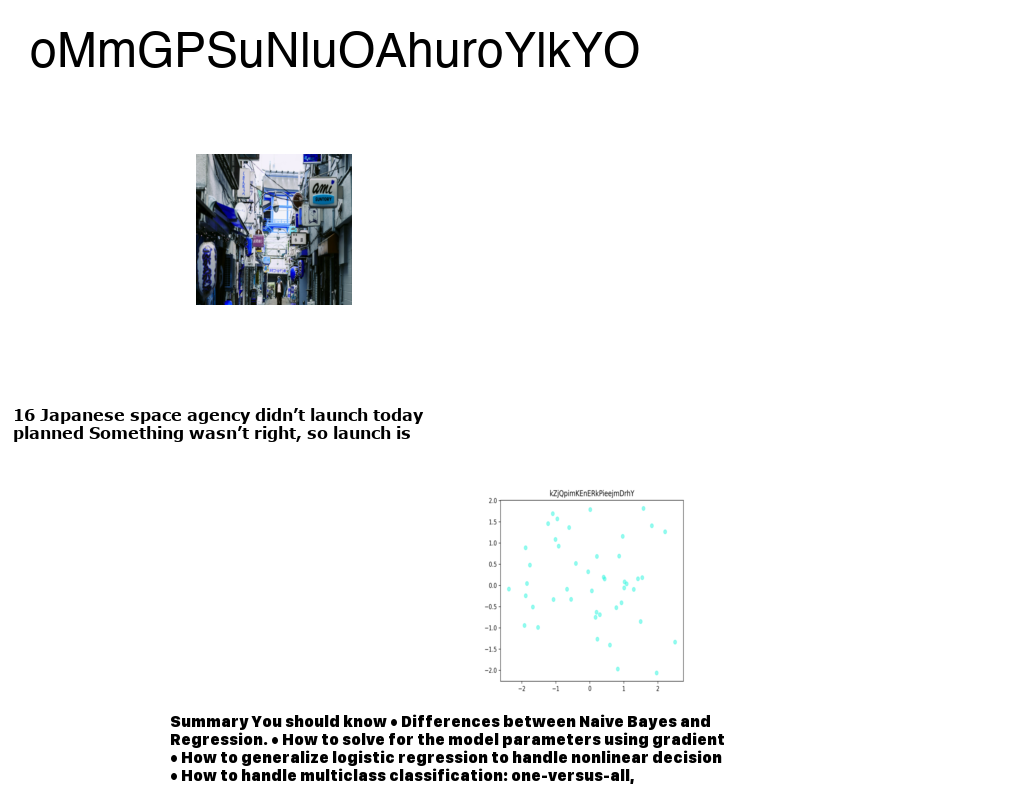 oMmGPSuNluOAhuroYlkYO
ami
16 Japanese space agency didn’t launch today
planned Something wasn’t right, so launch is
kZjQpimKEnERkPieejmDrhY
2.0
1.5
1.0
0.5
0.0
−0.5
−1.0
−1.5
−2.0
−2 −1 0 1 2
Summary You should know • Differences between Naive Bayes and
Regression. • How to solve for the model parameters using gradient
• How to generalize logistic regression to handle nonlinear decision
• How to handle multiclass classification: one-versus-all,